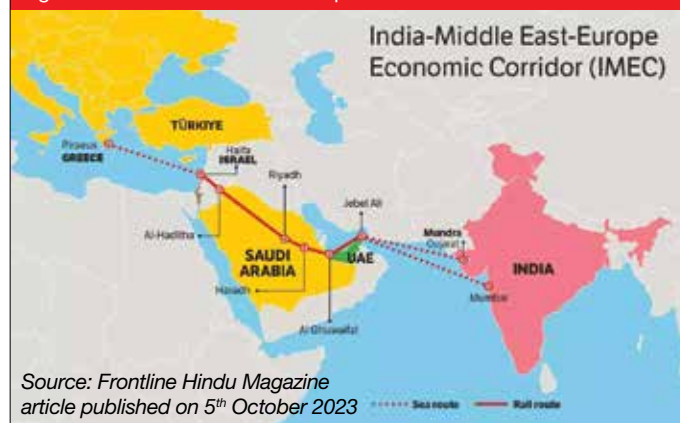 India-Middle East-Europe
Economic Corridor (IMEC)
TÜRKIYE
Piraeus
GREECE
Haifa
ISRAEL
Riyadh
Jebel Ali
Al-Haditha
Mundra
Gujarat
SAUDI
ARABIA
UAE
INDIA
Haradh
Mumbai
Al Ghuwaifat
Source: Frontline Hindu Magazine
article published on 5th October 2023
Sea route
Rail route